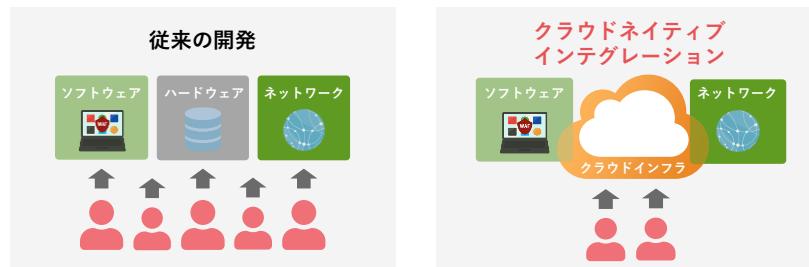 従来の開発
ソフトウェア
ハードウェア
ネットワーク
WAF
クラウドネイティブ
インテグレーション
ソフトウェア
ネットワーク
WAF
クラウドインフラ